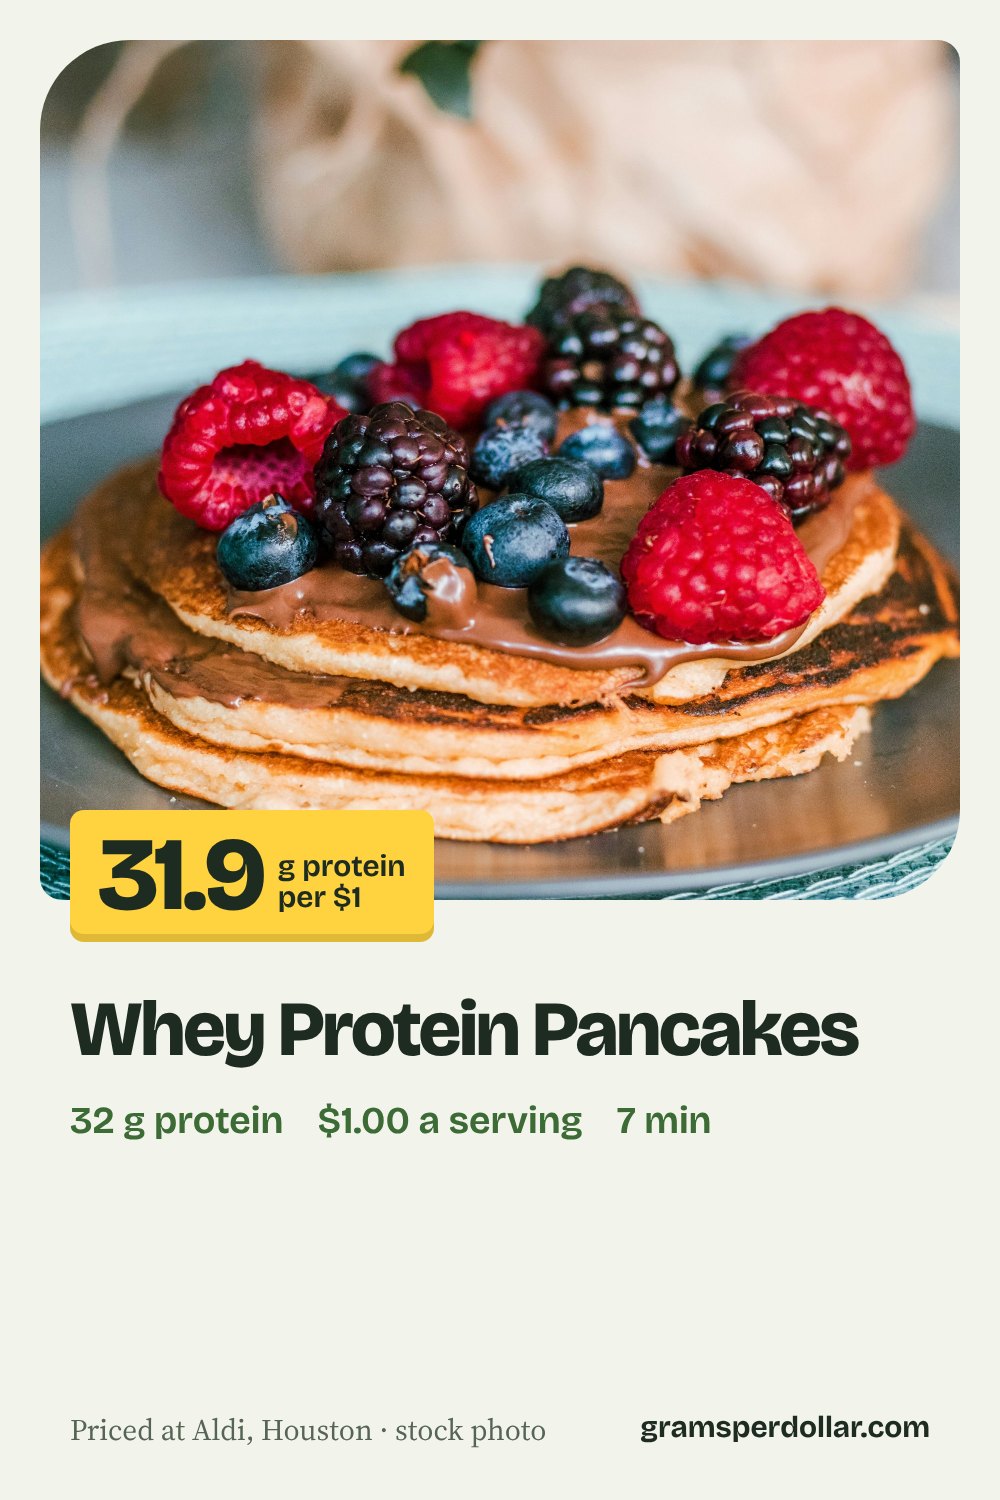 31.9
g protein
per $1
Whey Protein Pancakes
32 g protein $1.00 a serving 7 min
Priced at Aldi, Houston · stock photo
gramsperdollar.com